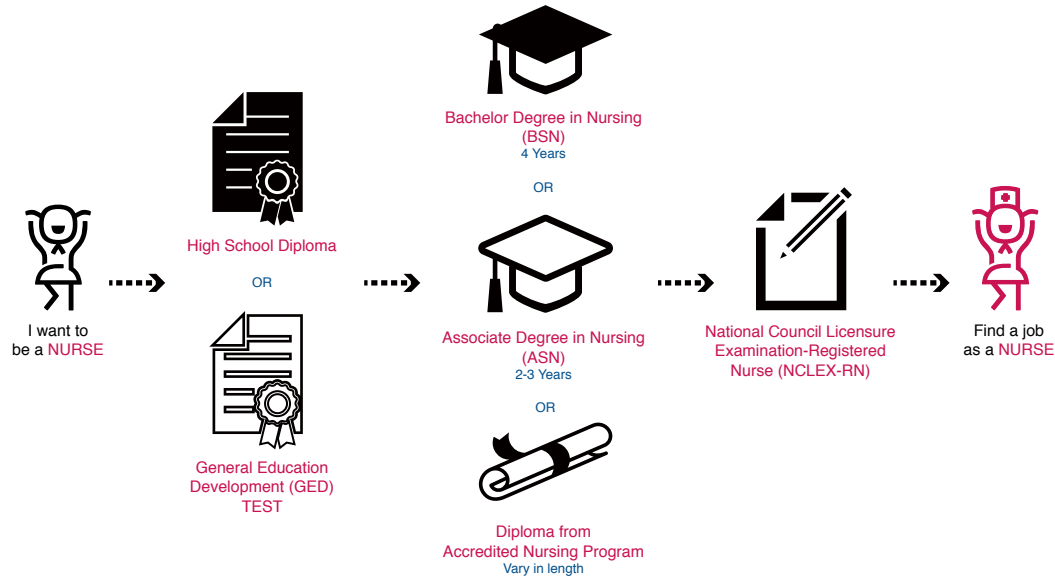 I want to
be a NURSE
High School Diploma
OR
General Education
Development (GED)
TEST
Bachelor Degree in Nursing
(BSN)
4 Years
OR
Associate Degree in Nursing
(ASN)
2-3 Years
OR
Diploma from
Accredited Nursing Program
Vary in length
National Council Licensure
Examination-Registered
Nurse (NCLEX-RN)
Find a job
as a NURSE